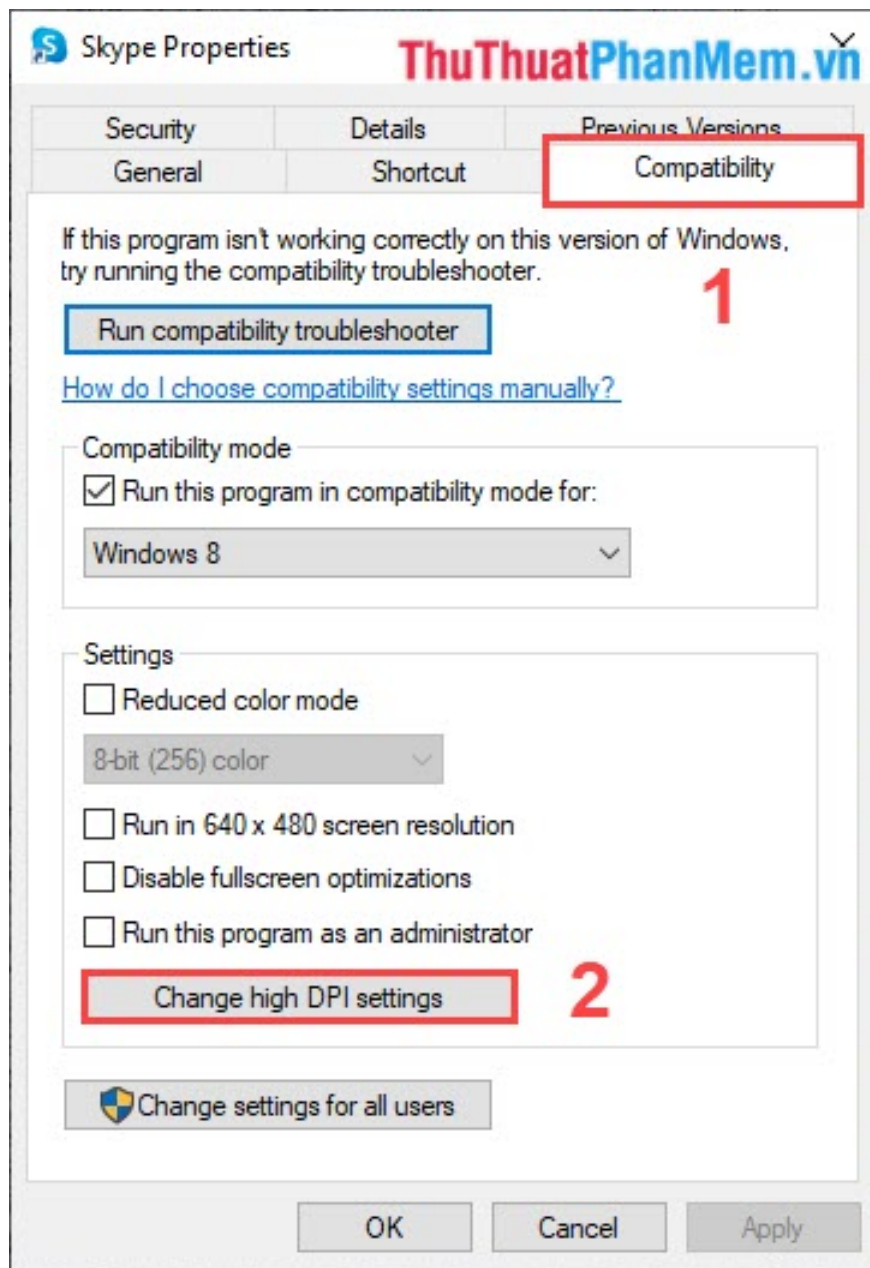 Skype Properties
ThuThuatPhanMem.vn
Security Details Previous Versions
General Shortcut Compatibility
If this program isn't working correctly on this version of Windows,
try running the compatibility troubleshooter.
1
Run compatibility troubleshooter
How do I choose compatibility settings manually?
Compatibility mode
Run this program in compatibility mode for:
Windows 8
Settings
Reduced color mode
8-bit (256) color
Run in 640 x 480 screen resolution
Disable fullscreen optimizations
Run this program as an administrator
Change high DPI settings 2
Change settings for all users
OK Cancel Apply